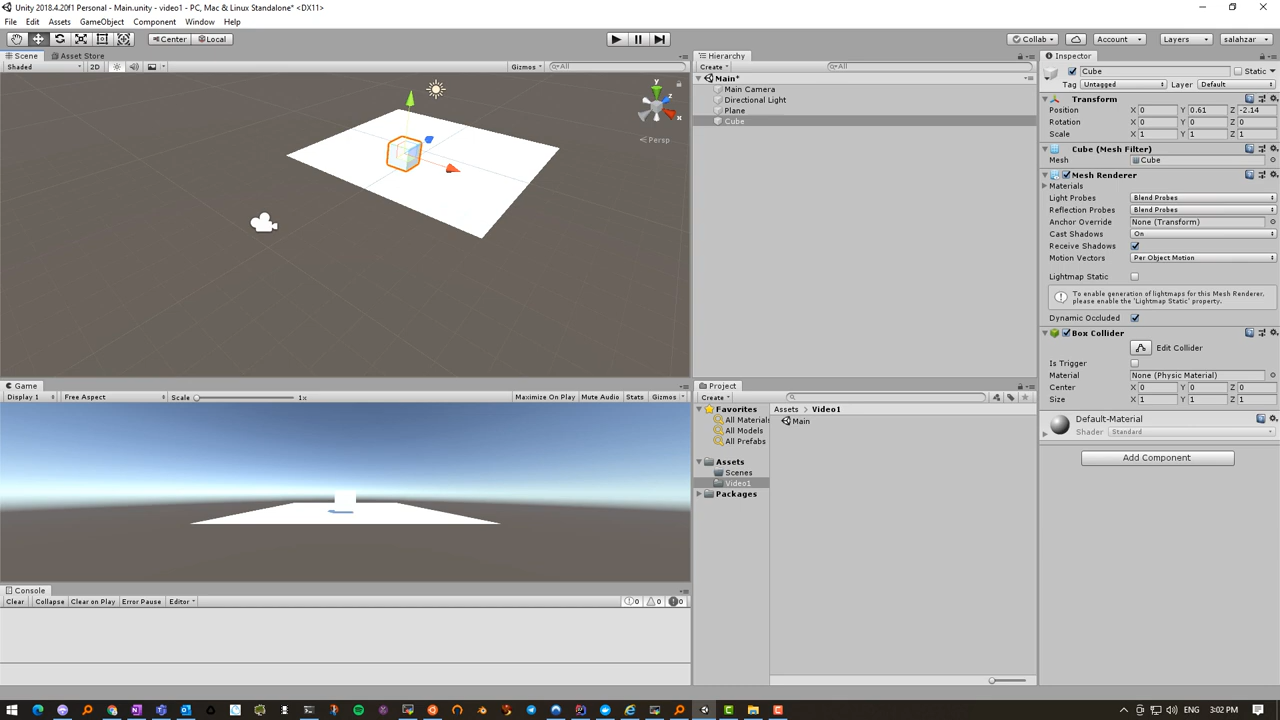 Unity 2018.4.20f1 Personal - Main.unity - video1 - PC, Mac & Linux Standalone* <DX11>
File Edit Assets GameObject Component Window Help
Center Local Collab Account Layers salahzar
Scene Asset Store
Shaded 2D Gizmos All
y
z
x
Persp
Game
Display 1 Free Aspect Scale 1x Maximize On Play Mute Audio Stats Gizmos
Console
Clear Collapse Clear on Play Error Pause Editor 0 0 0
Hierarchy
Create All
Main*
Main Camera
Directional Light
Plane
Cube
Project
Create
Favorites
All Materials
All Models
All Prefabs
Assets
Scenes
Video1
Packages
Assets Video1
Main
Inspector
Cube Static
Tag Untagged Layer Default
Transform
Position X 0 Y 0.61 Z -2.14
Rotation X 0 Y 0 Z 0
Scale X 1 Y 1 Z 1
Cube (Mesh Filter)
Mesh Cube
Mesh Renderer
Materials
Light Probes Blend Probes
Reflection Probes Blend Probes
Anchor Override None (Transform)
Cast Shadows On
Receive Shadows
Motion Vectors Per Object Motion
Lightmap Static
To enable generation of lightmaps for this Mesh Renderer, please enable the 'Lightmap Static' property.
Dynamic Occluded
Box Collider
Edit Collider
Is Trigger
Material None (Physic Material)
Center X 0 Y 0 Z 0
Size X 1 Y 1 Z 1
Default-Material
Shader Standard
Add Component
ENG 3:02 PM